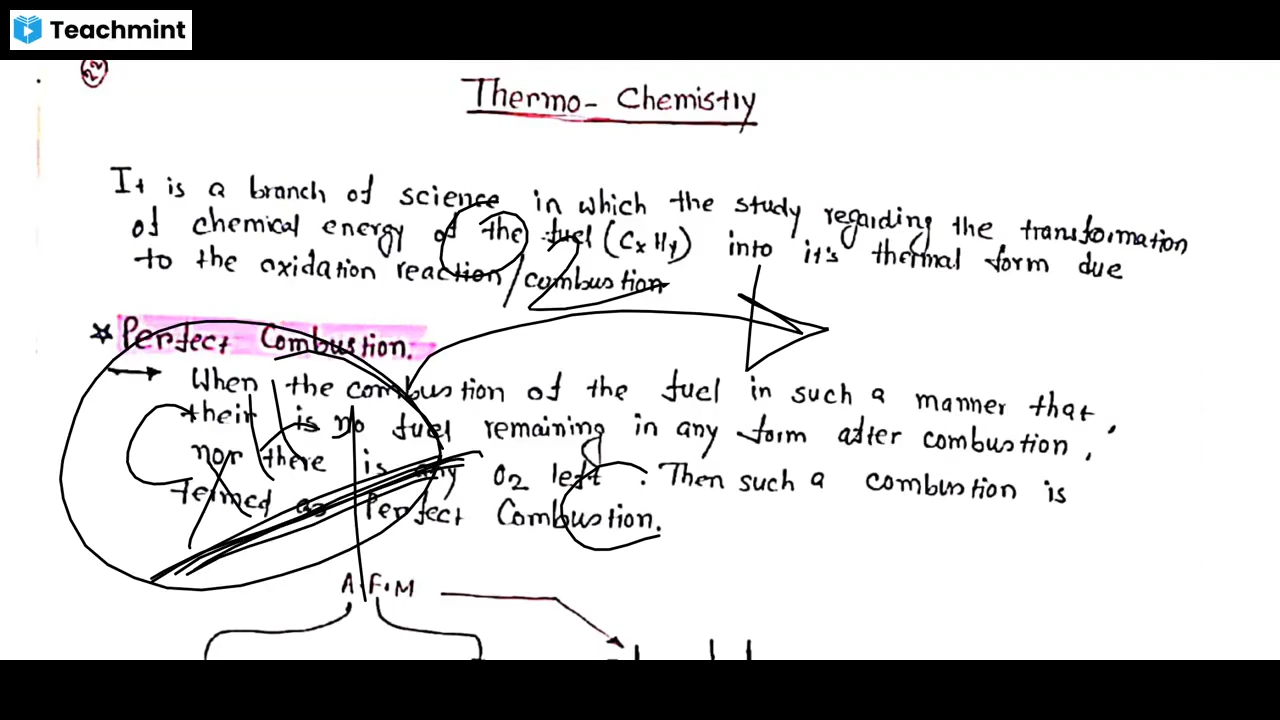 Teachmint
22
Thermo- Chemistry
It is a branch of science in which the study regarding the transformation
of chemical energy of the fuel (CxHy) into it's thermal form due
to the oxidation reaction/combustion
☆ Perfect Combustion.
→ When the combustion of the fuel in such a manner that,
their is no fuel remaining in any form after combustion,
nor there is any O2 left. Then such a combustion is
termed as Perfect Combustion.
A.F.M